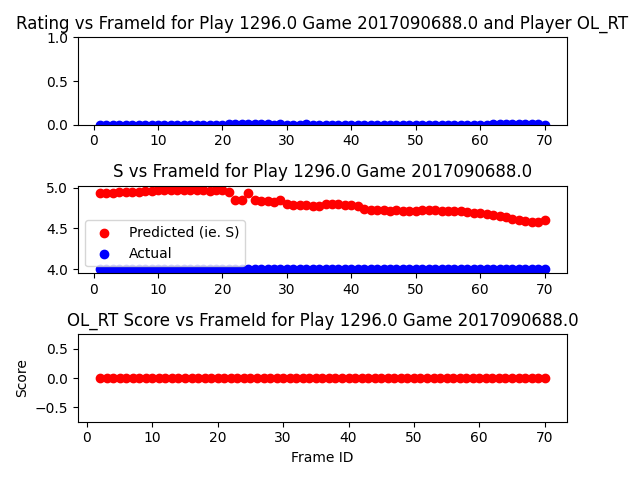 Rating vs FrameId for Play 1296.0 Game 2017090688.0 and Player OL_RT
1.0
0.5
0.0
0 10 20 30 40 50 60 70
S vs FrameId for Play 1296.0 Game 2017090688.0
5.0
4.5
4.0
Predicted (ie. S)
Actual
0 10 20 30 40 50 60 70
OL_RT Score vs FrameId for Play 1296.0 Game 2017090688.0
Score
0.5
0.0
−0.5
0 10 20 30 40 50 60 70
Frame ID